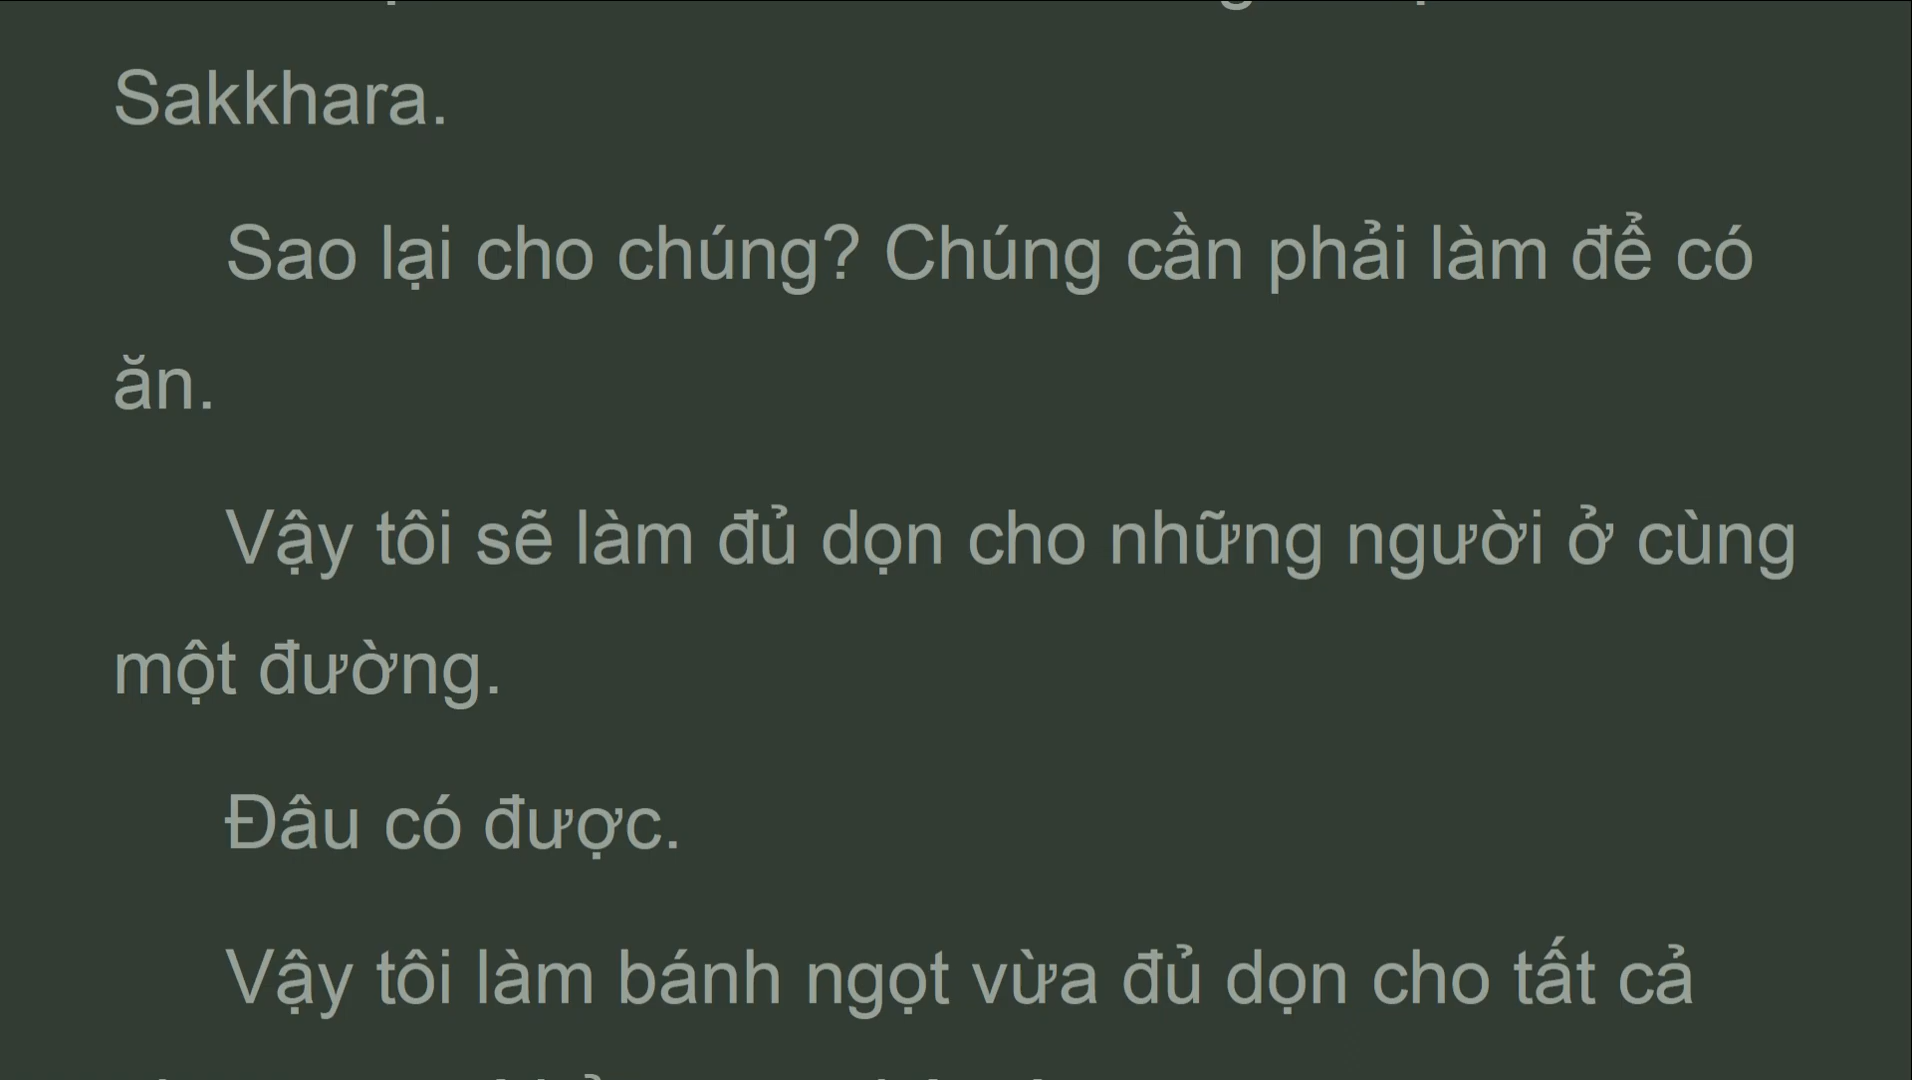 Sakkhara.
Sao lại cho chúng? Chúng cần phải làm để có
ăn.
Vậy tôi sẽ làm đủ dọn cho những người ở cùng
một đường.
Đâu có được.
Vậy tôi làm bánh ngọt vừa đủ dọn cho tất cả